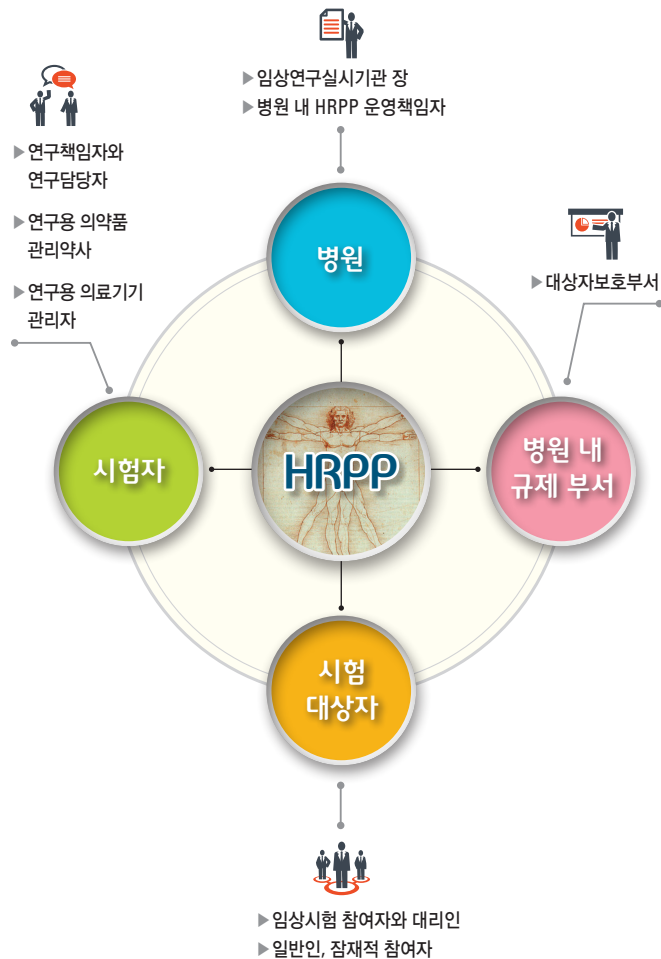 ▶임상연구실시기관 장
▶병원 내 HRPP 운영책임자
▶연구책임자와
연구담당자
▶연구용 의약품
관리약사
▶연구용 의료기기
관리자
▶대상자보호부서
병원
시험자
HRPP
병원 내
규제 부서
시험
대상자
▶임상시험 참여자와 대리인
▶일반인, 잠재적 참여자